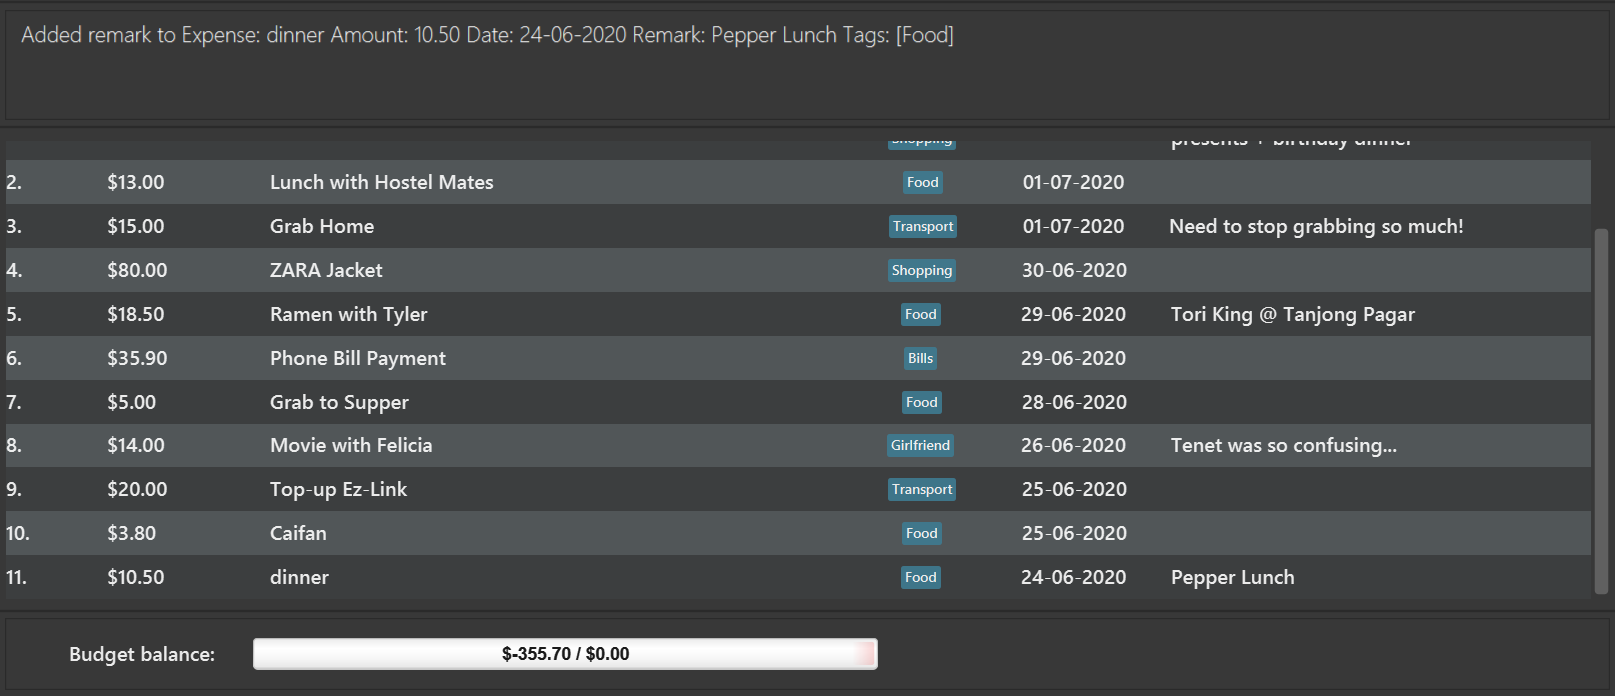 Added remark to Expense: dinner Amount: 10.50 Date: 24-06-2020 Remark: Pepper Lunch Tags: [Food]
Shopping presents + birthday dinner
2. $13.00 Lunch with Hostel Mates Food 01-07-2020
3. $15.00 Grab Home Transport 01-07-2020 Need to stop grabbing so much!
4. $80.00 ZARA Jacket Shopping 30-06-2020
5. $18.50 Ramen with Tyler Food 29-06-2020 Tori King @ Tanjong Pagar
6. $35.90 Phone Bill Payment Bills 29-06-2020
7. $5.00 Grab to Supper Food 28-06-2020
8. $14.00 Movie with Felicia Girlfriend 26-06-2020 Tenet was so confusing...
9. $20.00 Top-up Ez-Link Transport 25-06-2020
10. $3.80 Caifan Food 25-06-2020
11. $10.50 dinner Food 24-06-2020 Pepper Lunch
Budget balance: $-355.70 / $0.00